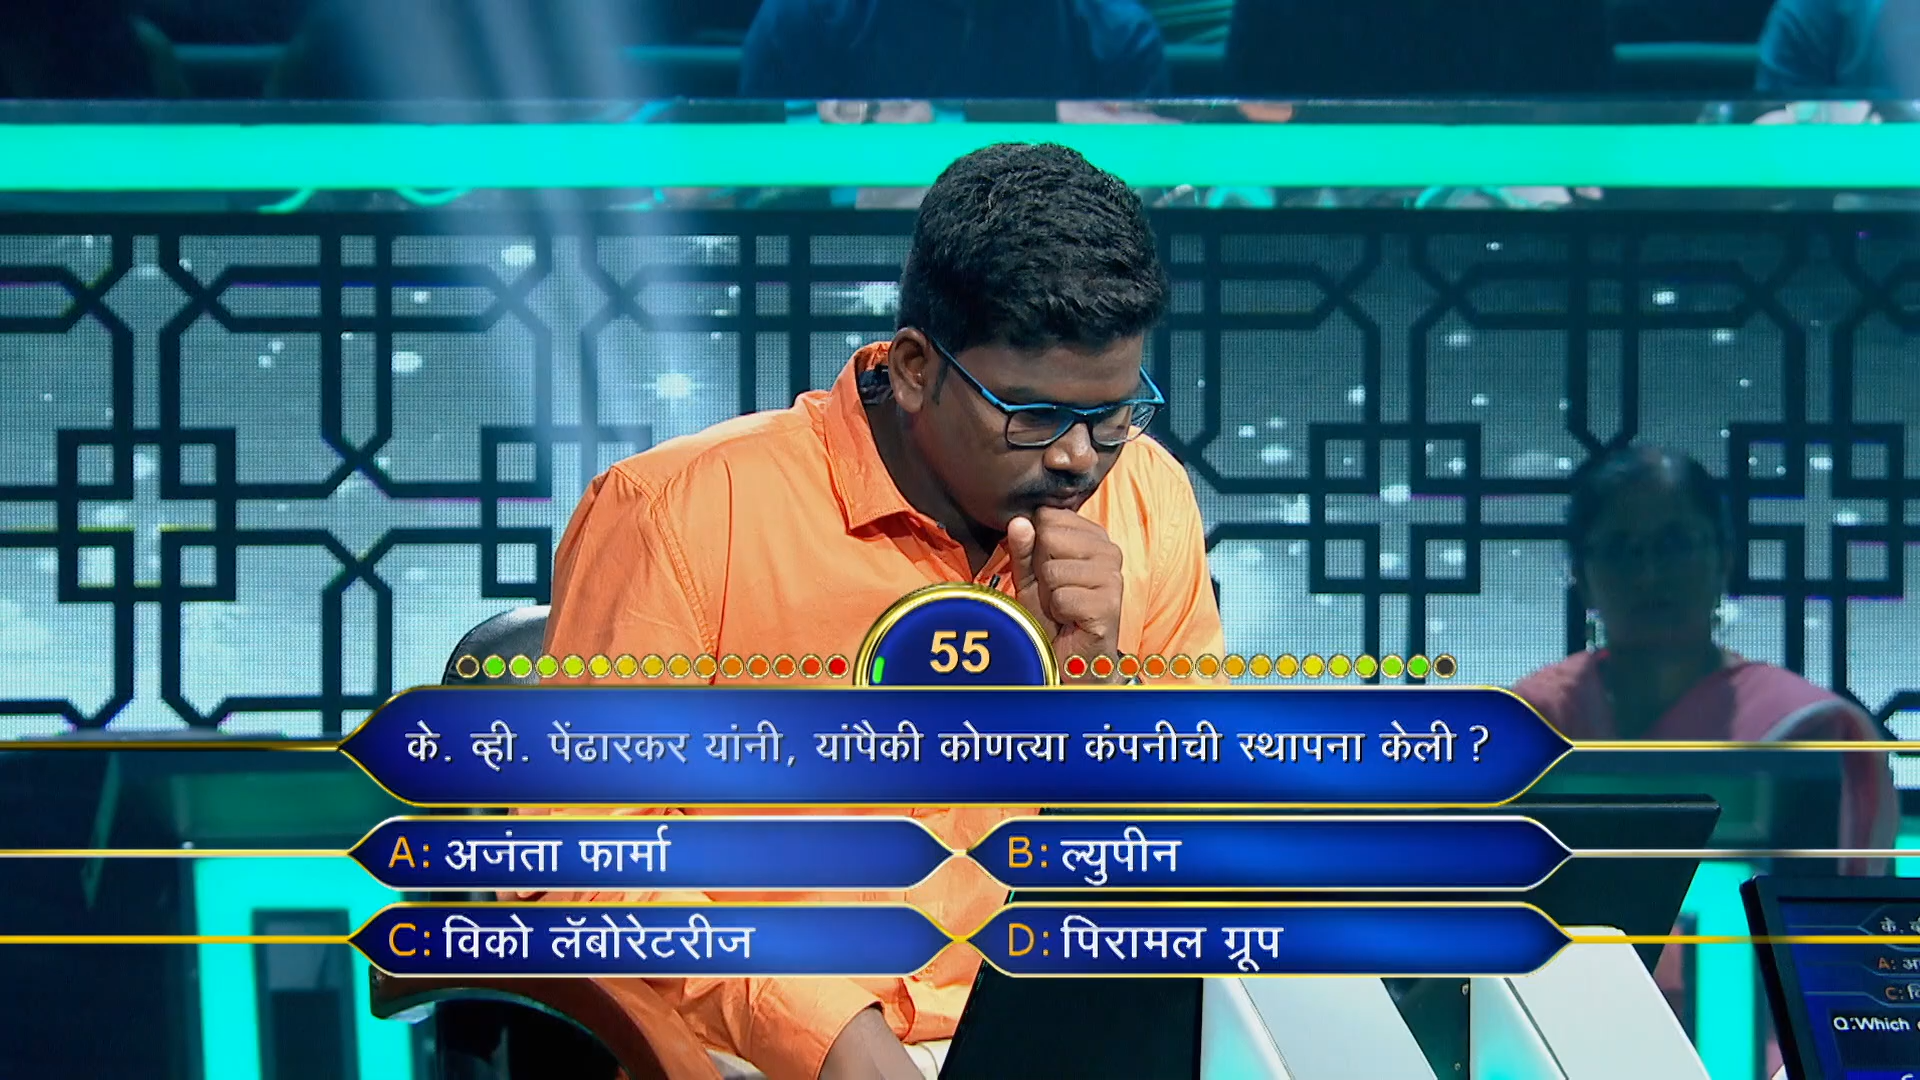 55
के. व्ही. पेंढारकर यांनी, यांपैकी कोणत्या कंपनीची स्थापना केली ?
A: अजंता फार्मा
B: ल्युपीन
C: विको लॅबोरेटरीज
D: पिरामल ग्रूप
के.
A:
C:
Q:Which